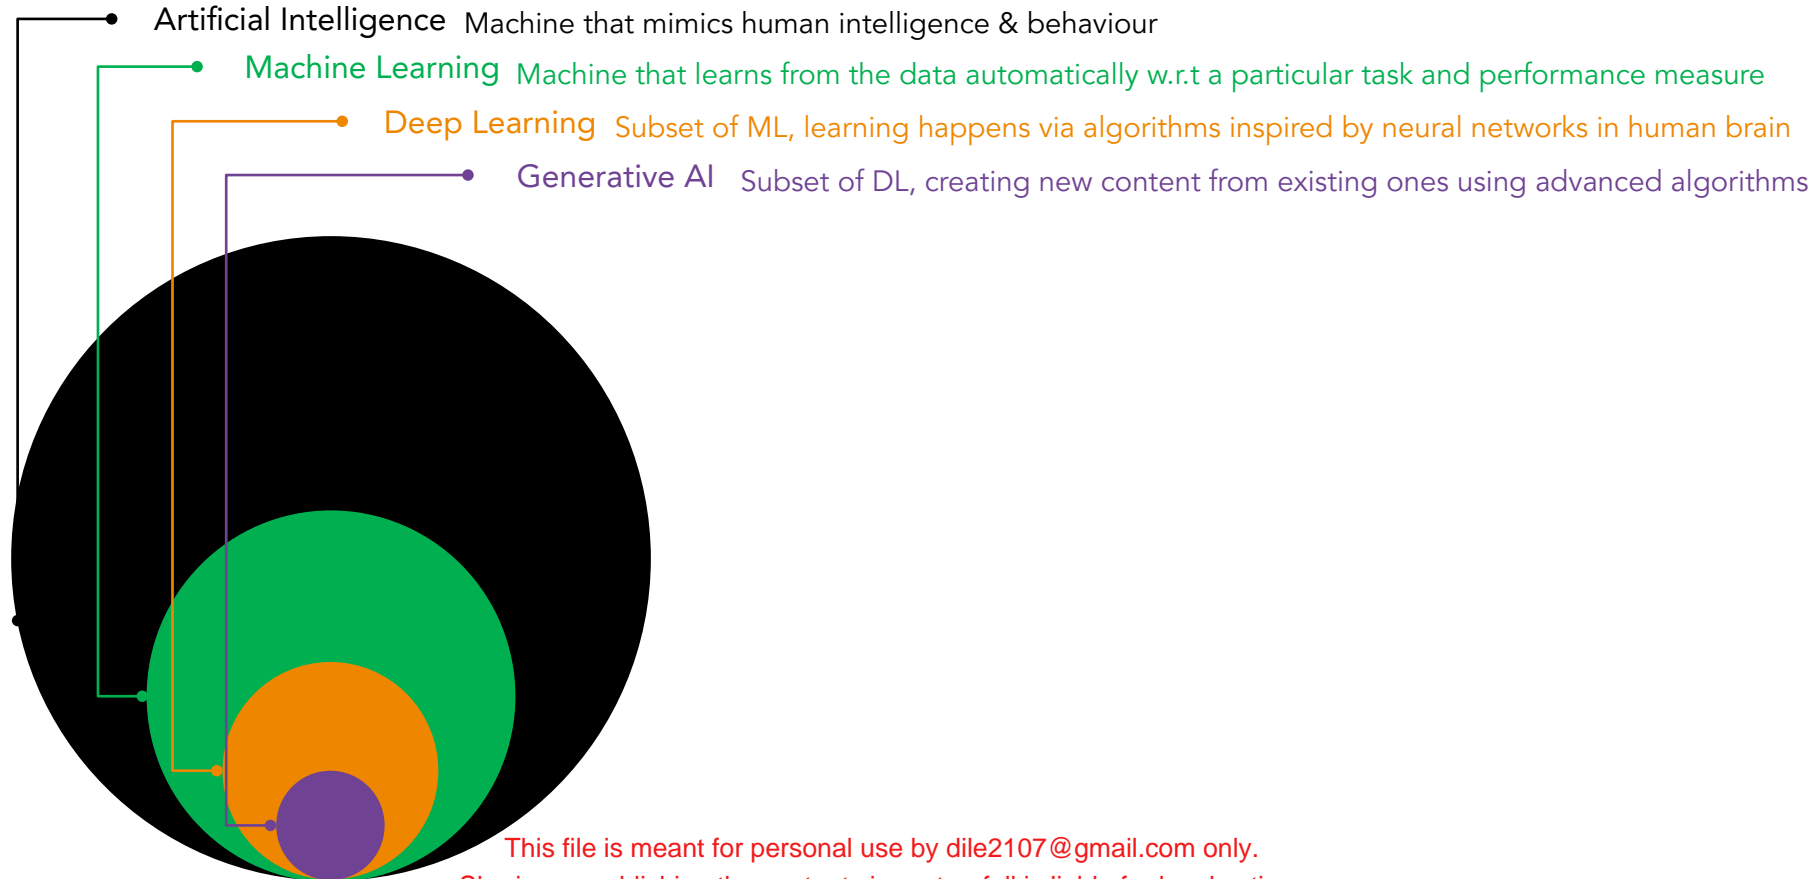 Artificial Intelligence Machine that mimics human intelligence & behaviour
Machine Learning Machine that learns from the data automatically w.r.t a particular task and performance measure
Deep Learning Subset of ML, learning happens via algorithms inspired by neural networks in human brain
Generative AI Subset of DL, creating new content from existing ones using advanced algorithms
This file is meant for personal use by dile2107@gmail.com only.